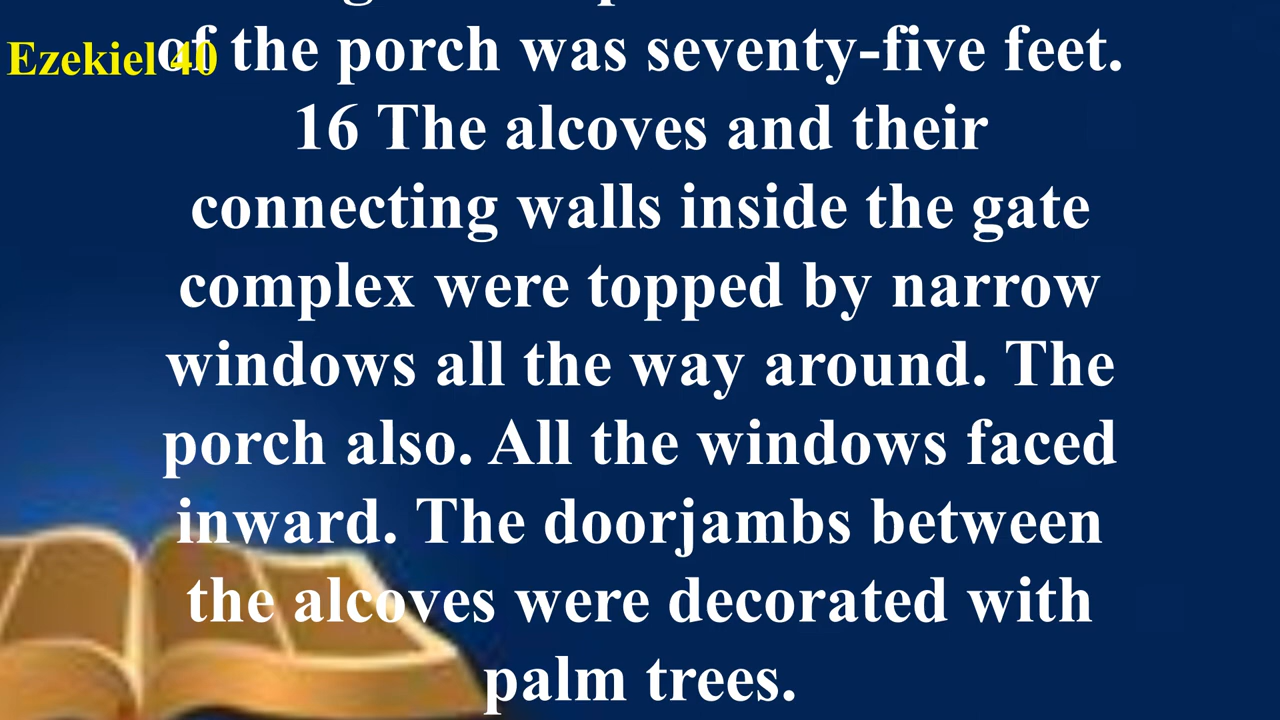 Ezekiel 40
of the porch was seventy-five feet.
16 The alcoves and their
connecting walls inside the gate
complex were topped by narrow
windows all the way around. The
porch also. All the windows faced
inward. The doorjambs between
the alcoves were decorated with
palm trees.